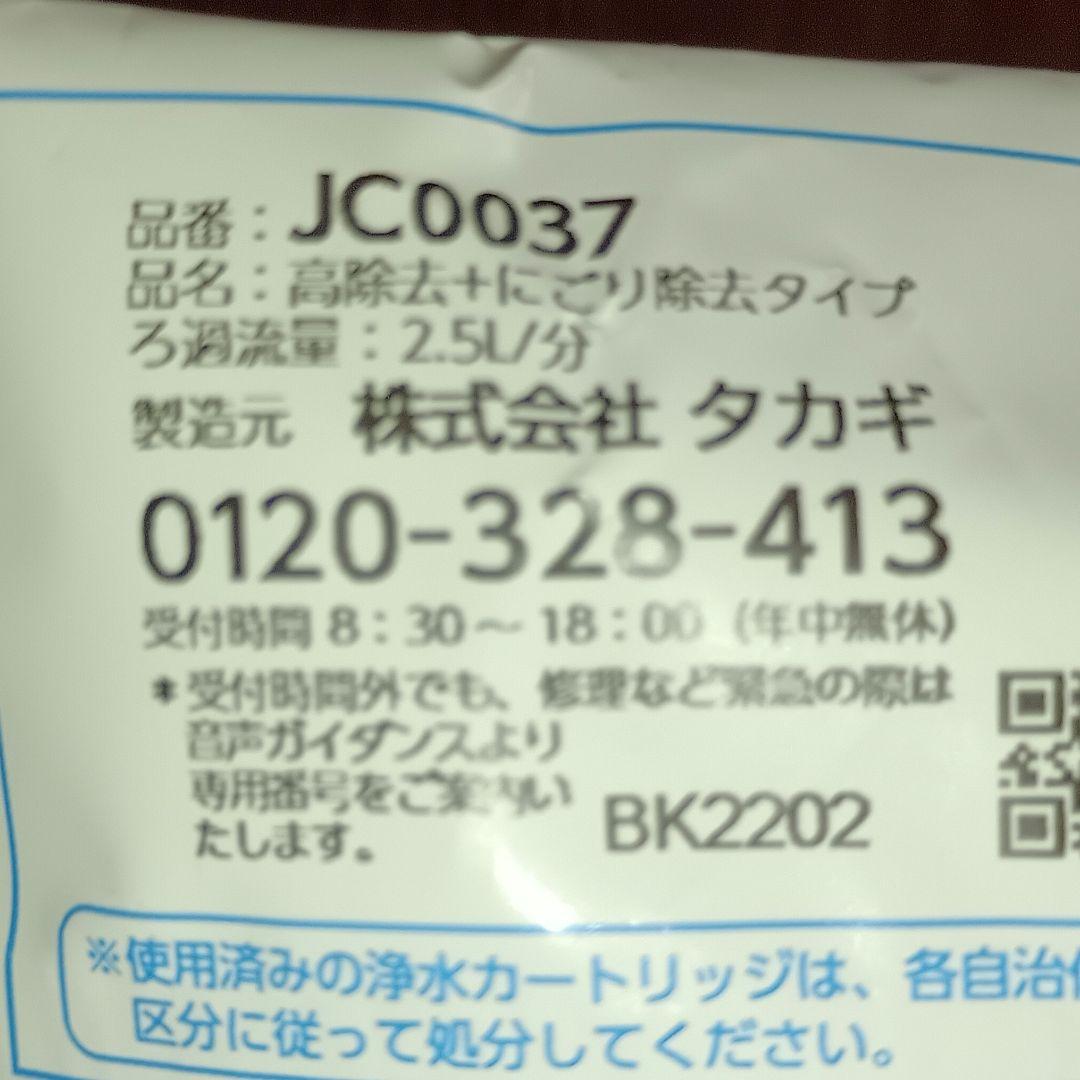 品番：JC0037
品名：高除去+にごり除去タイプ
ろ過流量：2.5L/分
製造元 株式会社 タカギ
0120-328-413
受付時間 8：30～18：00（年中無休）
*受付時間外でも、修理など緊急の際は
音声ガイダンスより
専用番号をご案内い
たします。
BK2202
※使用済みの浄水カートリッジは、各自治
区分に従って処分してください。